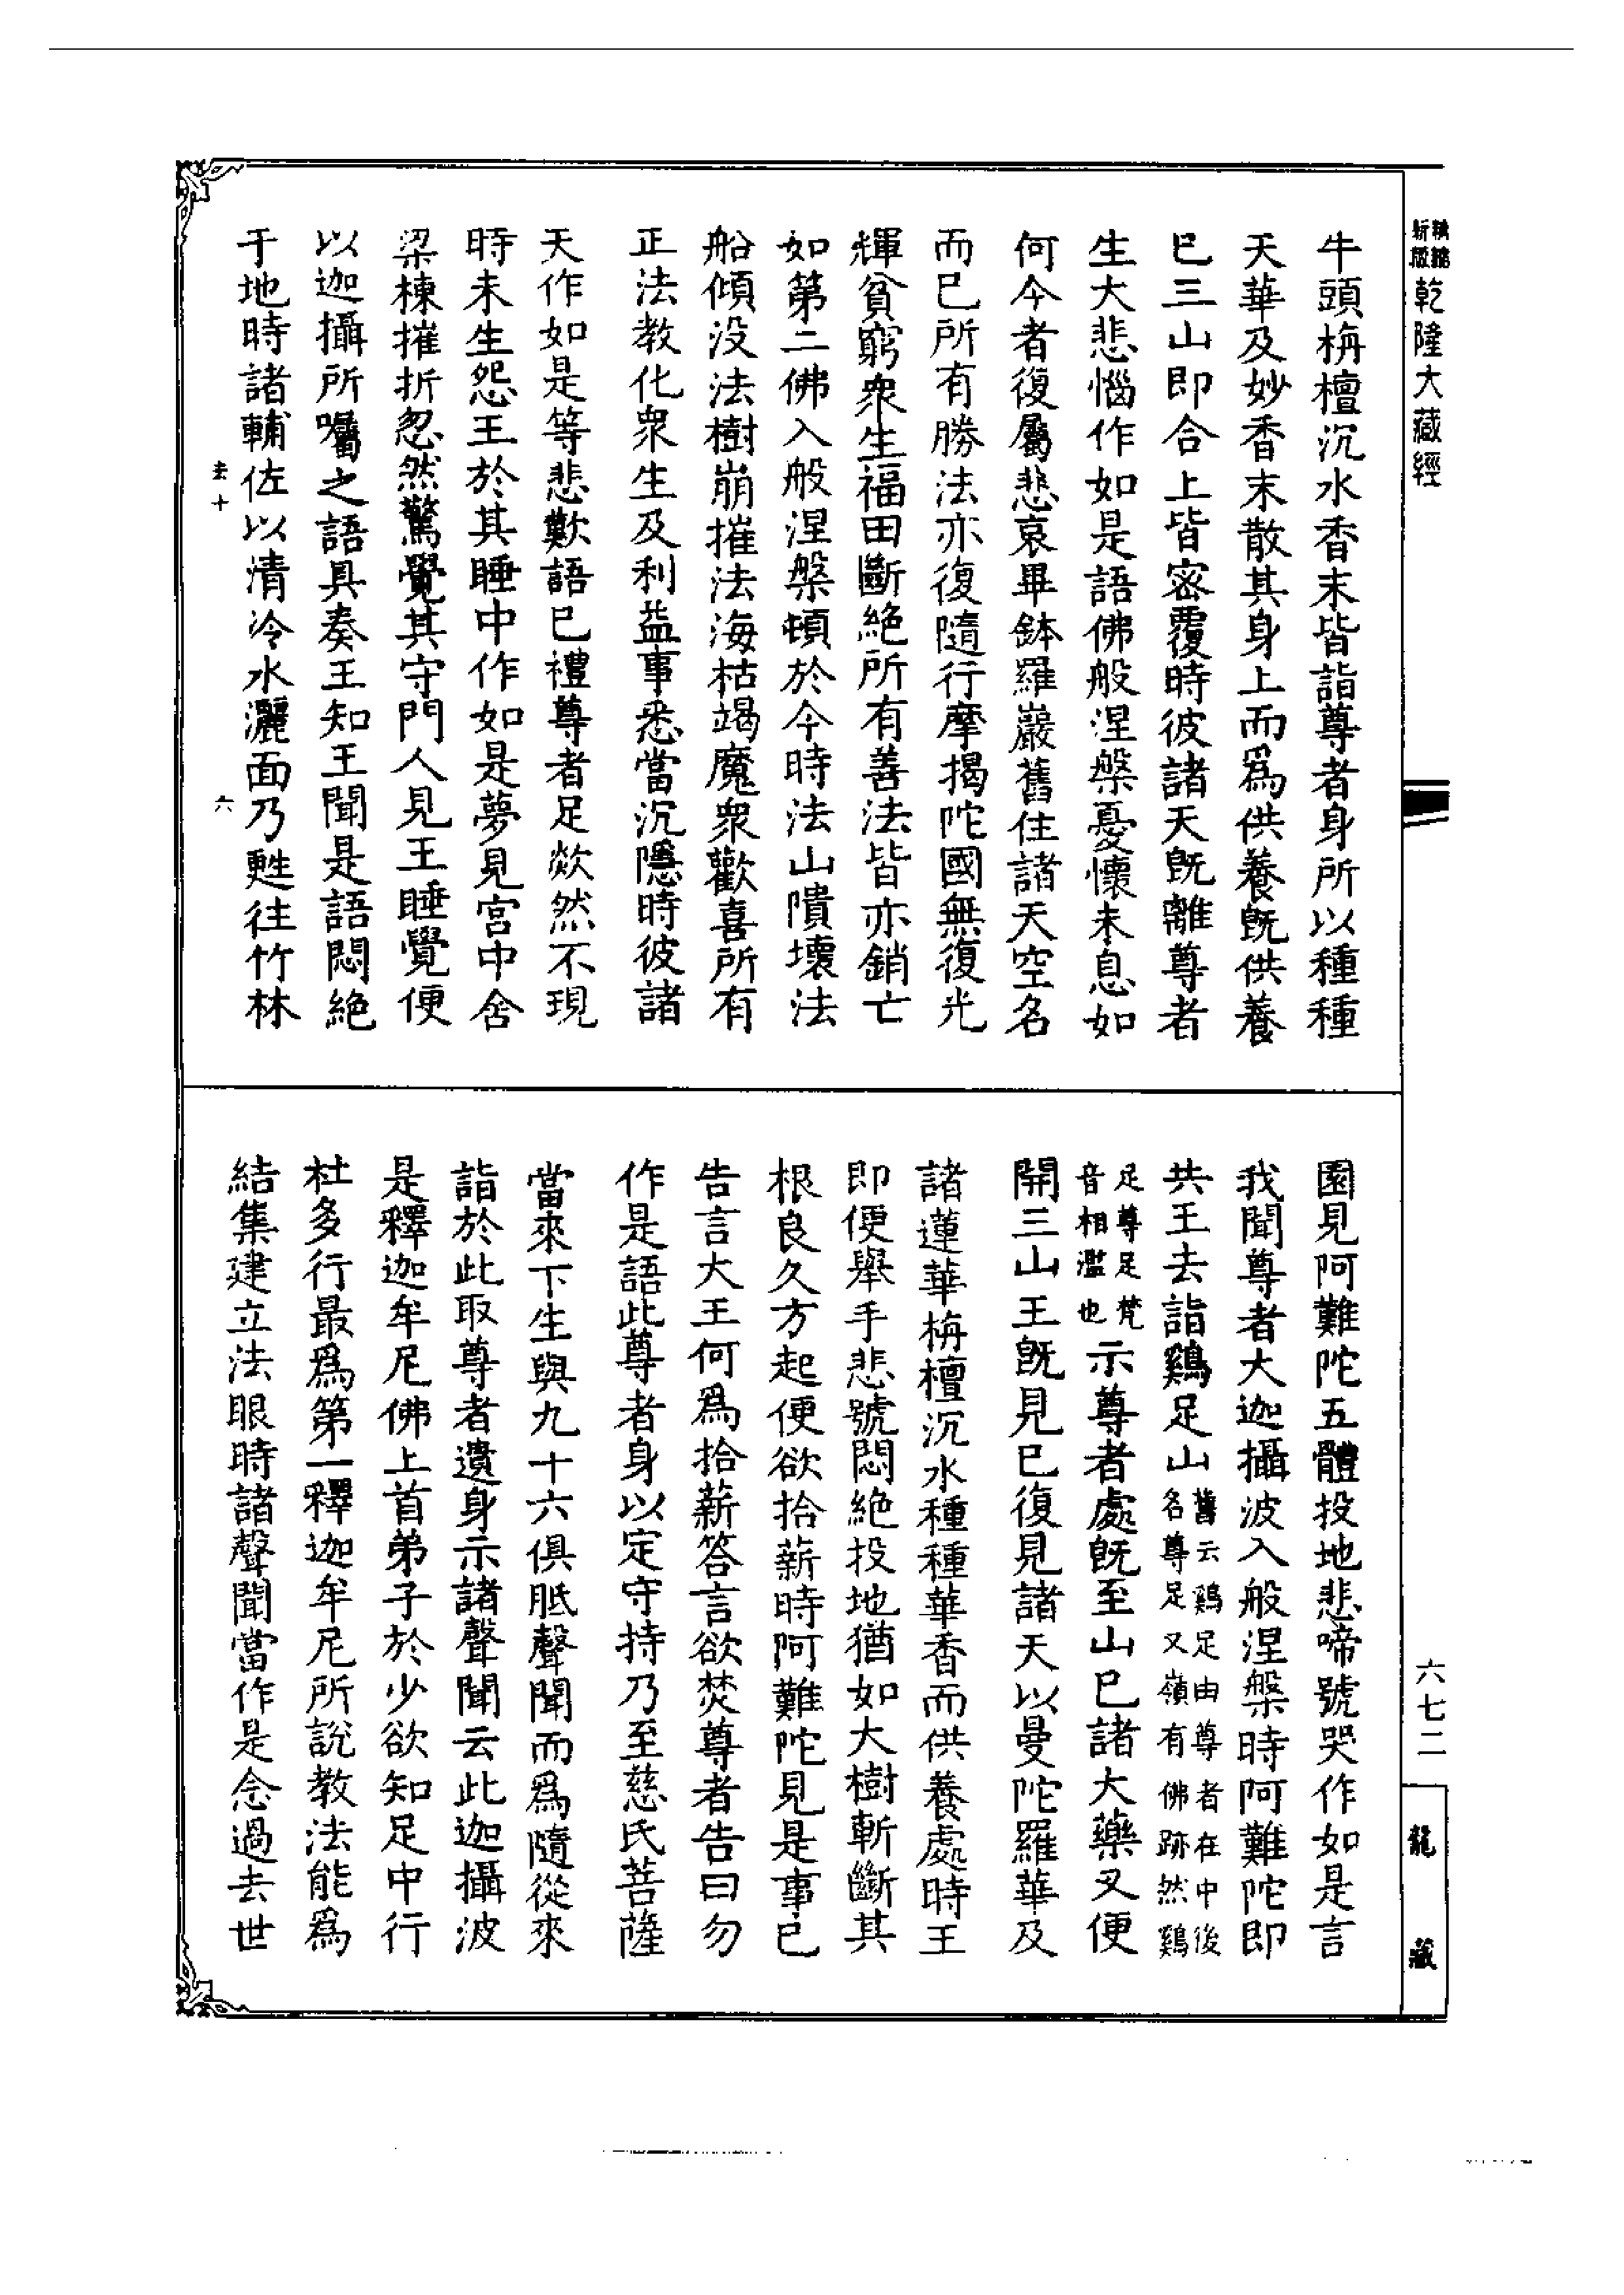 精縮新版乾隆大藏經
牛頭栴檀沉水香末皆詣尊者身所以種種
天華及妙香末散其身上而爲供養旣供養
已三山即合上皆密覆時彼諸天旣離尊者
生大悲惱作如是語佛般涅槃憂懷未息如
何今者復屬悲哀畢鉢羅巖舊住諸天空名
而已所有勝法亦復隨行摩揭陀國無復光
輝貧窮衆生福田斷絕所有善法皆亦銷亡
如第二佛入般涅槃頓於今時法山隤壞法
船傾没法樹崩摧法海枯竭魔衆歡喜所有
正法教化衆生及利益事悉當沉隱時彼諸
天作如是等悲歎語已禮尊者足欻然不現
時未生怨王於其睡中作如是夢見宫中舍
梁棟摧折忽然驚覺其守門人見王睡覺便
以迦攝所囑之語具奏王知王聞是語悶絕
于地時諸輔佐以清冷水灑面乃甦往竹林
去十 六
園見阿難陀五體投地悲啼號哭作如是言
我聞尊者大迦攝波入般涅槃時阿難陀即
共王去詣鷄足山舊云鷄足由尊者在中後
名尊足又嶺有佛跡然鷄
足尊足梵
音相濫也示尊者處旣至山已諸大藥叉便
開三山王旣見已復見諸天以曼陀羅華及
諸蓮華栴檀沉水種種華香而供養處時王
即便舉手悲號悶絕投地猶如大樹斬斷其
根良久方起便欲拾薪時阿難陀見是事已
告言大王何爲拾薪答言欲焚尊者告曰勿
作是語此尊者身以定守持乃至慈氏菩薩
當來下生與九十六俱胝聲聞而爲隨從來
詣於此取尊者遺身示諸聲聞云此迦攝波
是釋迦牟尼佛上首弟子於少欲知足中行
杜多行最爲第一釋迦牟尼所說教法能爲
結集建立法眼時諸聲聞當作是念過去世
六七二
龍藏